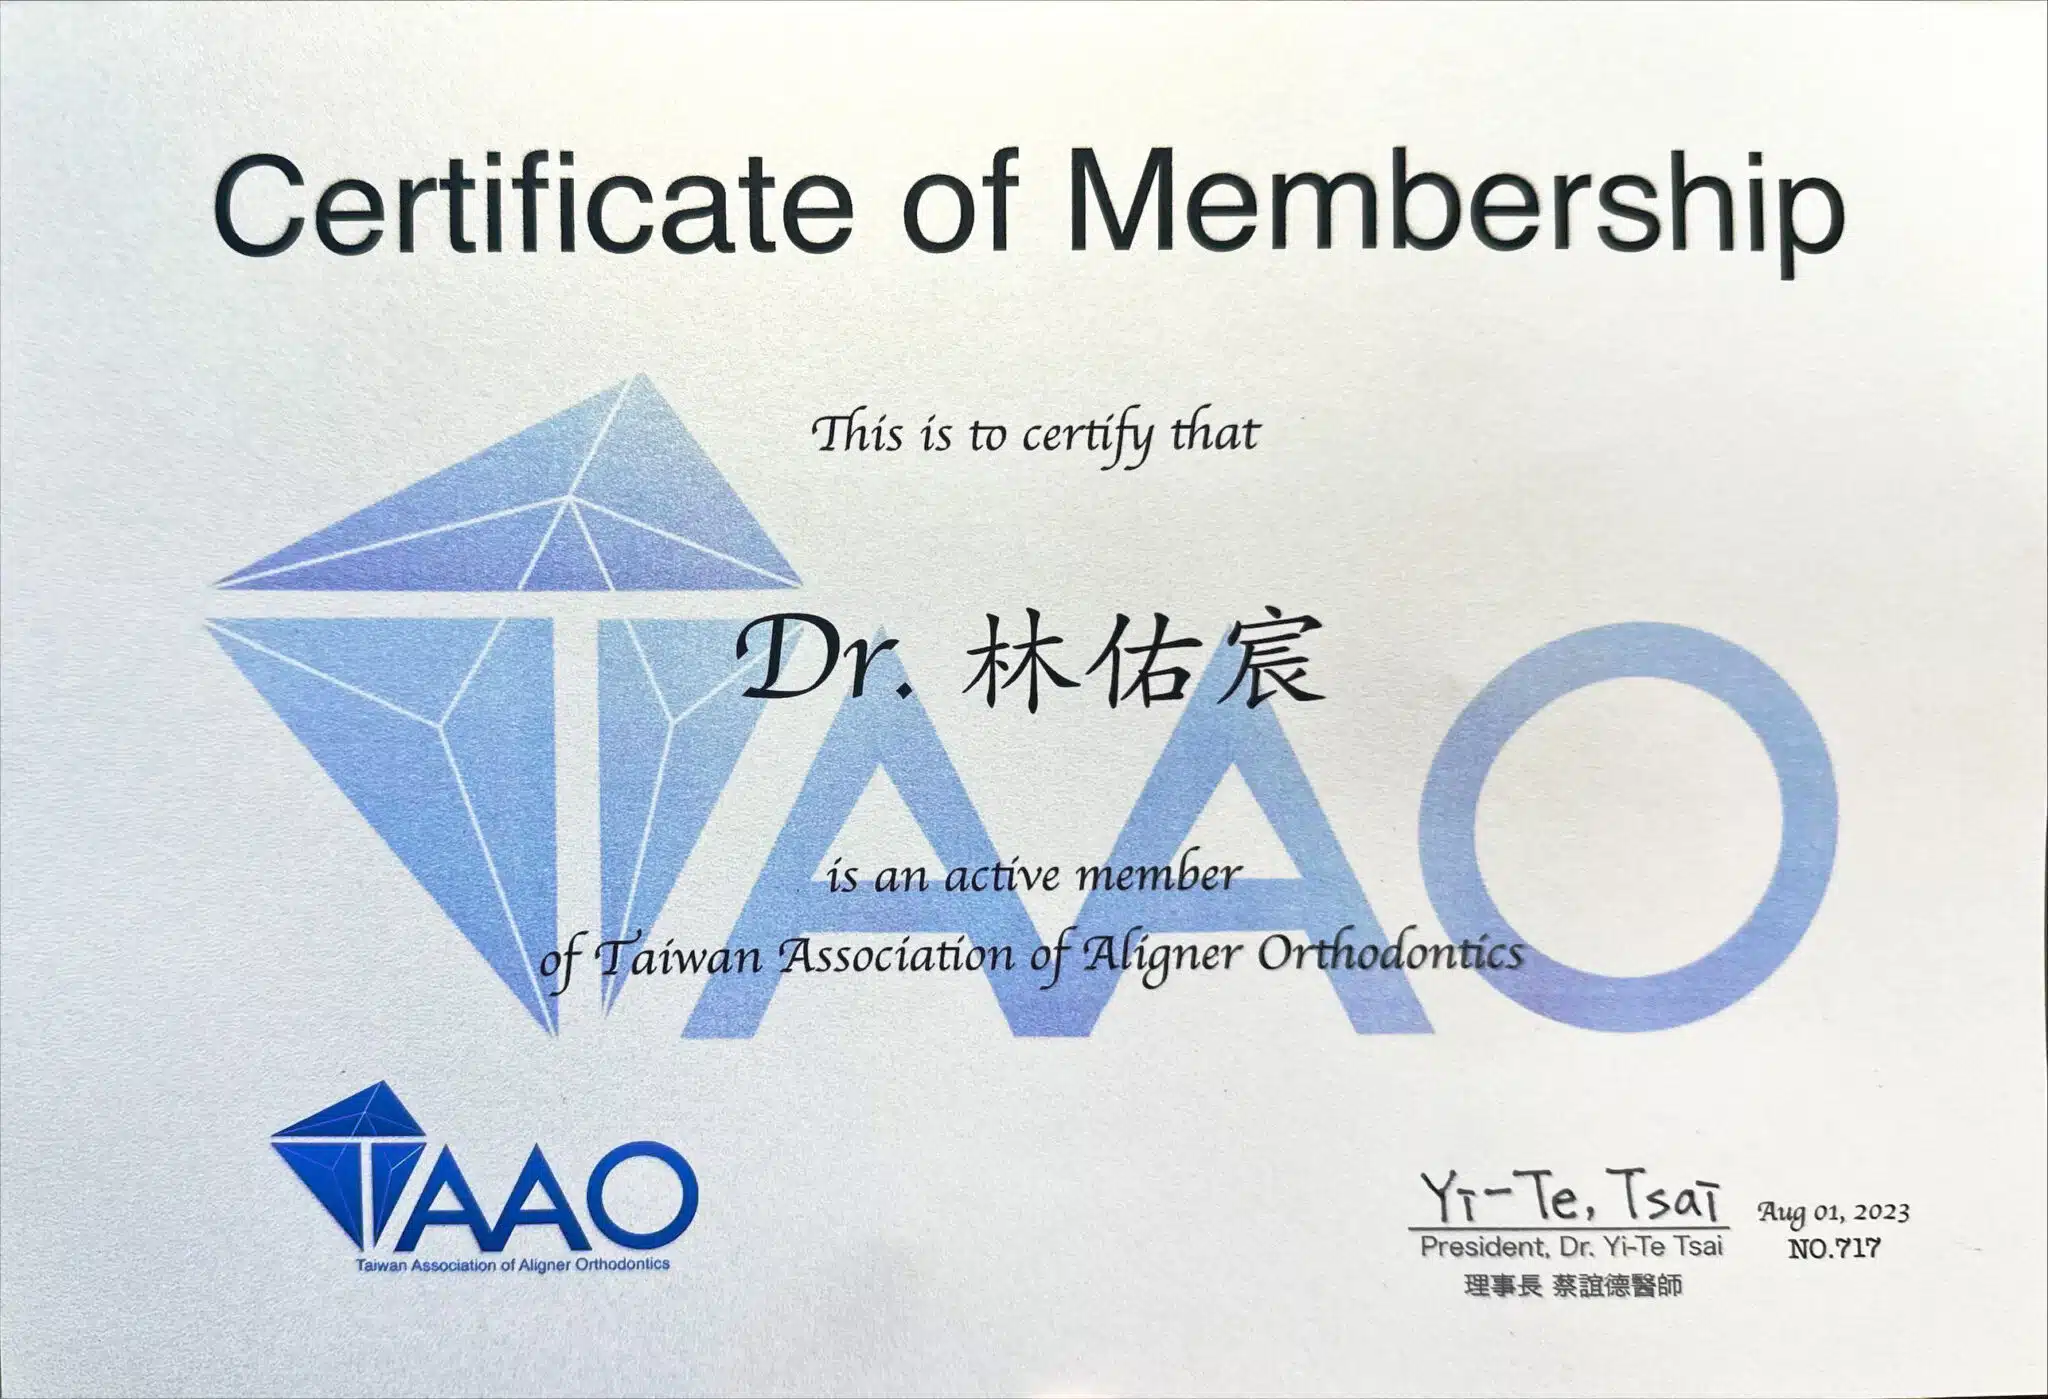 Certificate of Membership
This is to certify that
Dr. 林佑宸
is an active member
of Taiwan Association of Aligner Orthodontics
TAAO
TAAO
Taiwan Association of Aligner Orthodontics
Yi-Te, Tsai
President, Dr. Yi-Te Tsai
理事長 蔡誼德醫師
Aug 01, 2023
NO.717